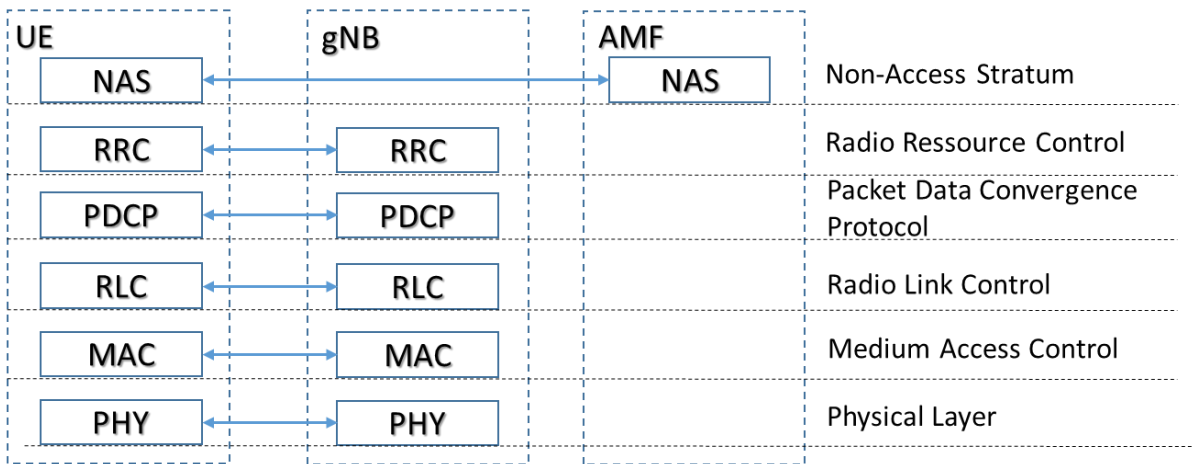 UE gNB AMF
NAS NAS Non-Access Stratum
RRC RRC Radio Ressource Control
PDCP PDCP Packet Data Convergence
Protocol
RLC RLC Radio Link Control
MAC MAC Medium Access Control
PHY PHY Physical Layer